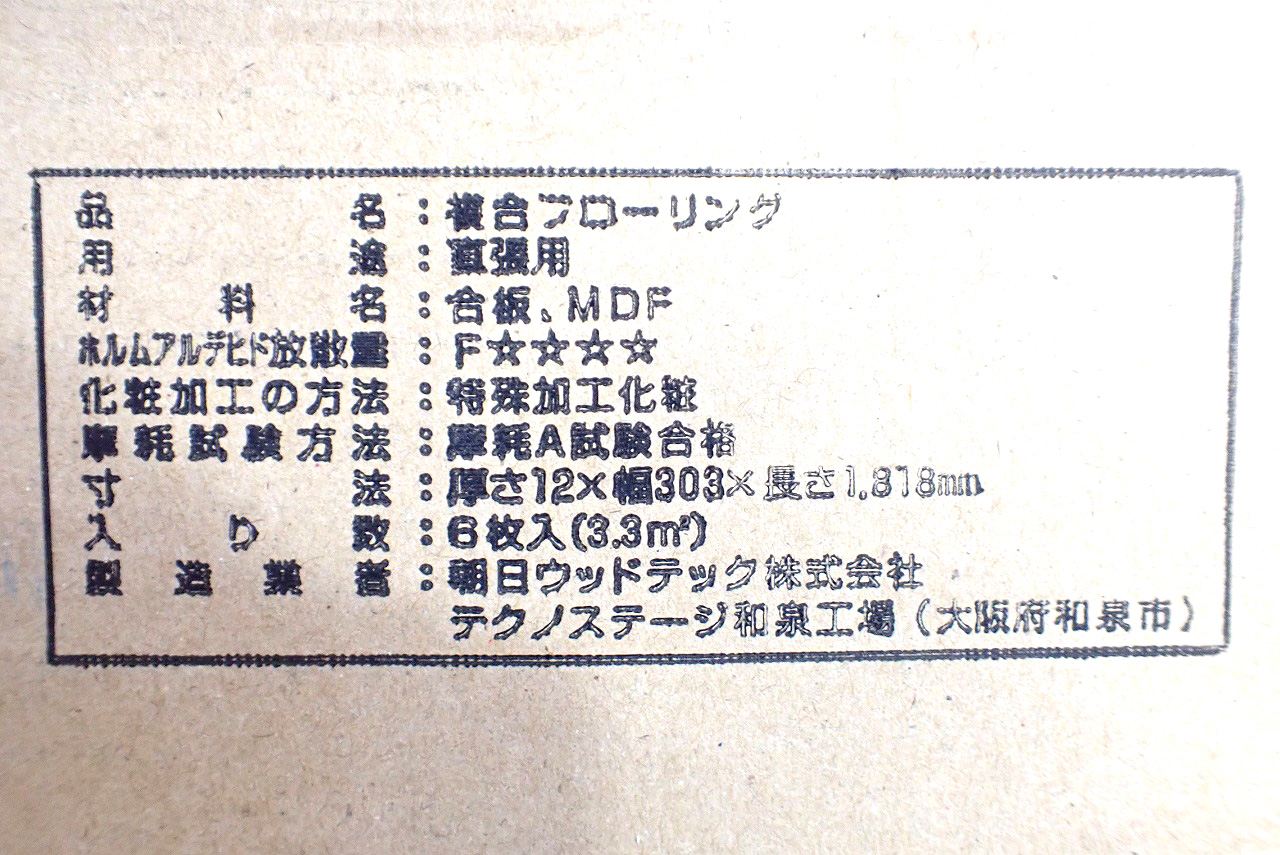 品名：複合フローリング
用途：直張用
材料名：合板、MDF
ホルムアルデヒド放散量：F☆☆☆☆
化粧加工の方法：特殊加工化粧
摩耗試験方法：摩耗A試験合格
寸法：厚さ12×幅303×長さ1,818mm
入り数：6枚入(3.3㎡)
製造業者：朝日ウッドテック株式会社
テクノステージ和泉工場（大阪府和泉市）